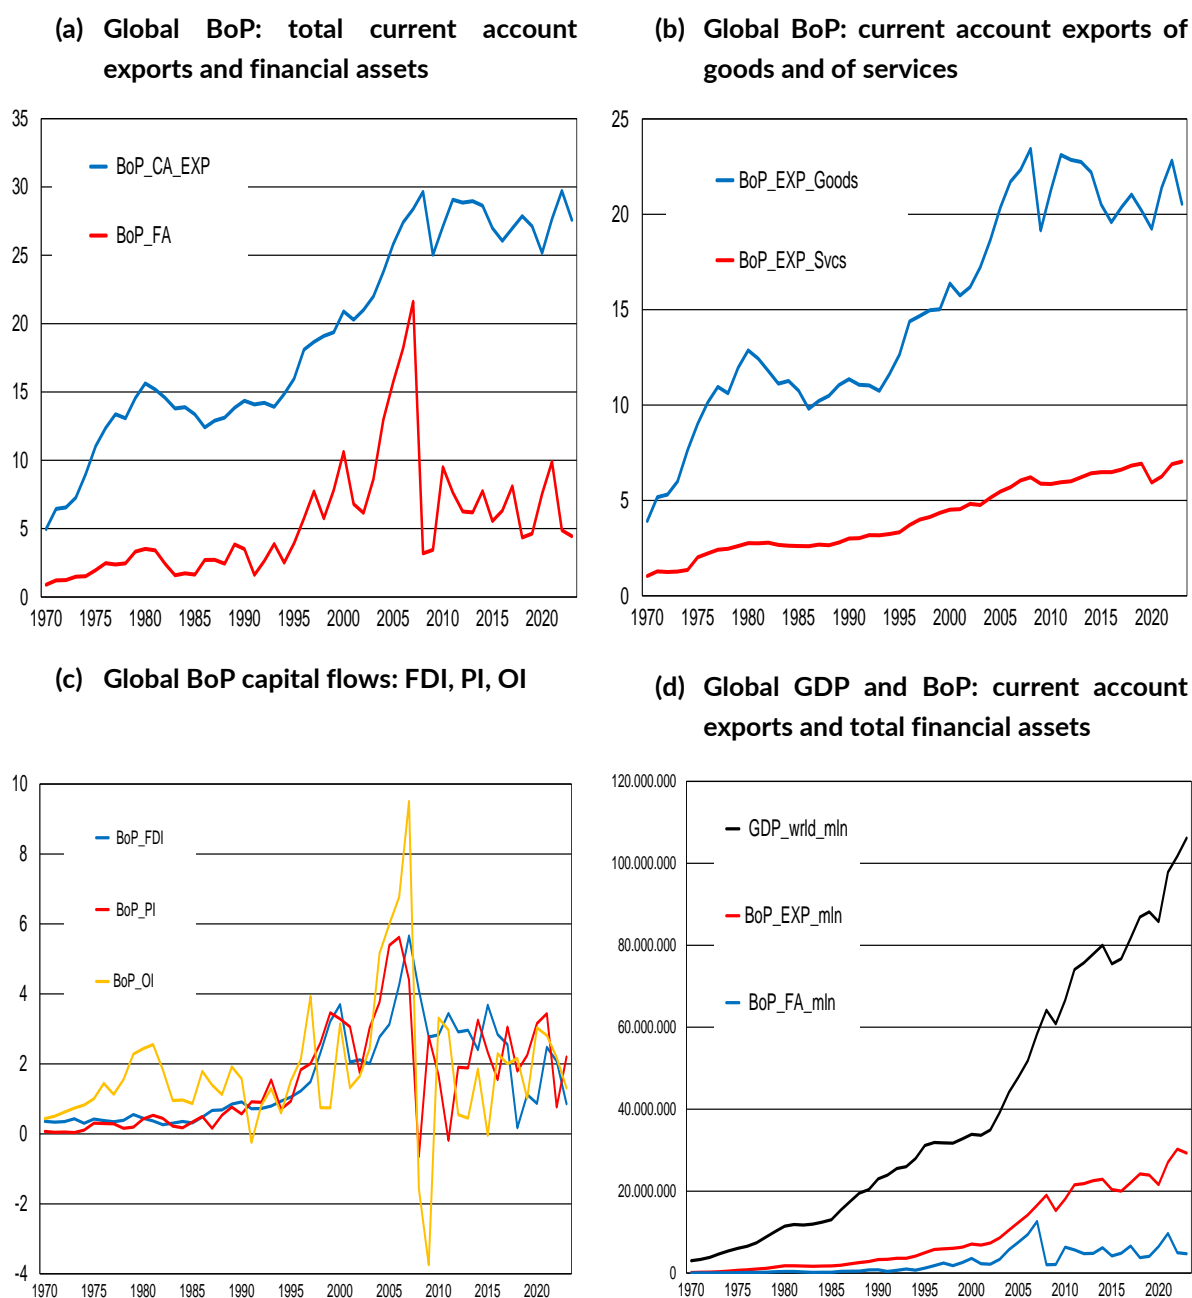 (a) Global BoP: total current account
exports and financial assets
35
30
25
20
15
10
5
0
BoP_CA_EXP
BoP_FA
1970 1975 1980 1985 1990 1995 2000 2005 2010 2015 2020
(b) Global BoP: current account exports of
goods and of services
25
20
15
10
5
0
BoP_EXP_Goods
BoP_EXP_Svcs
1970 1975 1980 1985 1990 1995 2000 2005 2010 2015 2020
(c) Global BoP capital flows: FDI, PI, OI
10
8
6
4
2
0
-2
-4
BoP_FDI
BoP_PI
BoP_OI
1970 1975 1980 1985 1990 1995 2000 2005 2010 2015 2020
(d) Global GDP and BoP: current account
exports and total financial assets
120.000.000
100.000.000
80.000.000
60.000.000
40.000.000
20.000.000
0
GDP_wrld_mln
BoP_EXP_mln
BoP_FA_mln
1970 1975 1980 1985 1990 1995 2000 2005 2010 2015 2020